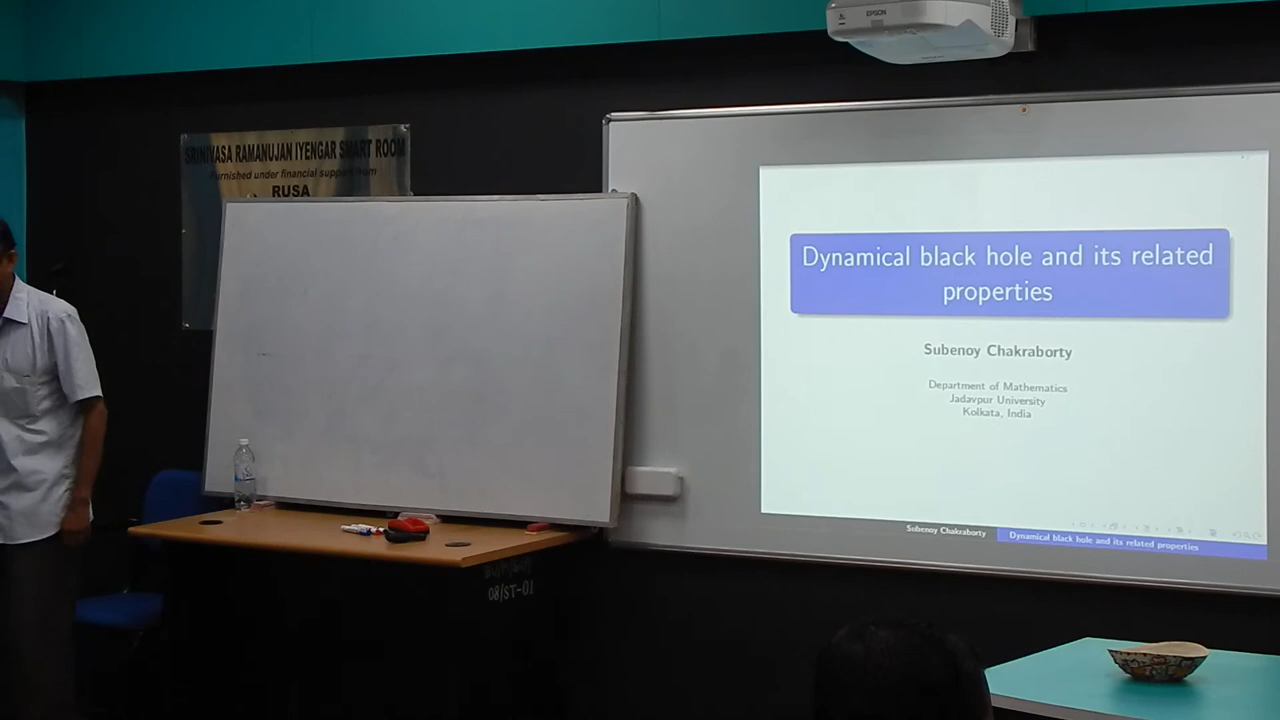 EPSON
SRINIVASA RAMANUJAN IYENGAR SMART ROOM
Furnished under financial support from
RUSA
Dynamical black hole and its related
properties
Subenoy Chakraborty
Department of Mathematics
Jadavpur University
Kolkata, India
Subenoy Chakraborty
Dynamical black hole and its related properties
08/ST-01